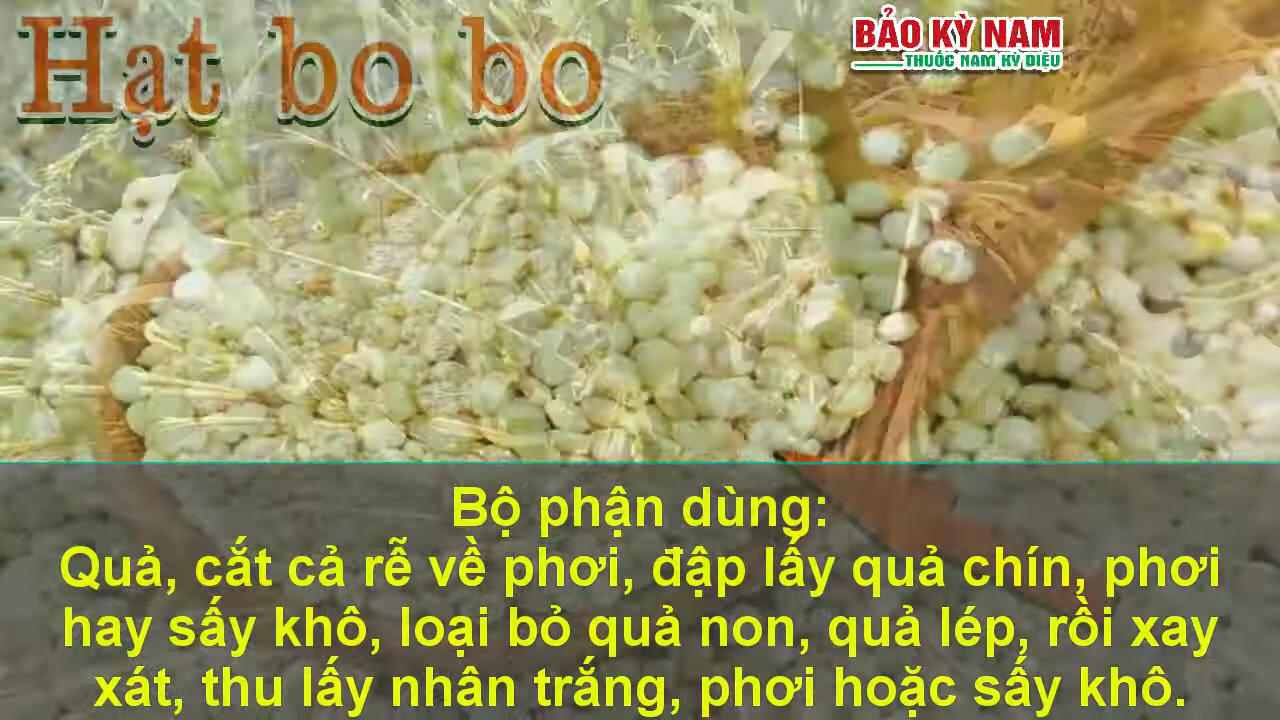 Hạt bo bo
BẢO KỲ NAM
THUỐC NAM KỲ DIỆU
Bộ phận dùng:
Quả, cắt cả rễ về phơi, đập lấy quả chín, phơi
hay sấy khô, loại bỏ quả non, quả lép, rồi xay
xát, thu lấy nhân trắng, phơi hoặc sấy khô.